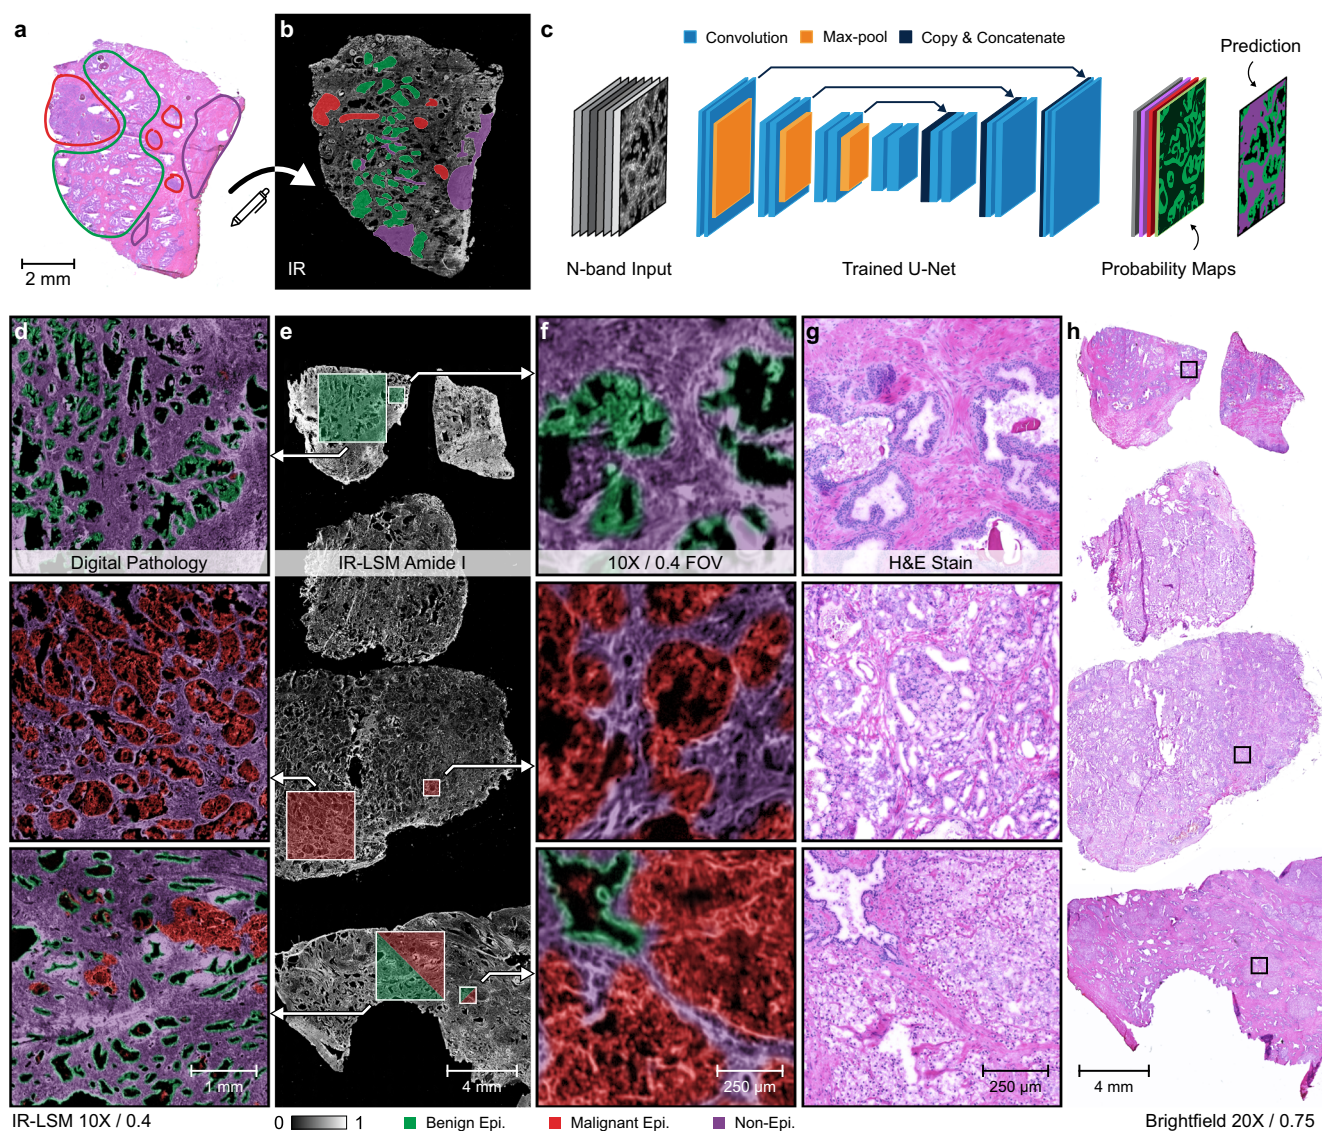 a
2 mm
b
IR
c
Convolution
Max-pool
Copy & Concatenate
Prediction
N-band Input
Trained U-Net
Probability Maps
d
Digital Pathology
e
IR-LSM Amide I
f
10X / 0.4 FOV
g
H&E Stain
h
1 mm
4 mm
250 μm
250 μm
4 mm
IR-LSM 10X / 0.4
0
1
Benign Epi.
Malignant Epi.
Non-Epi.
Brightfield 20X / 0.75